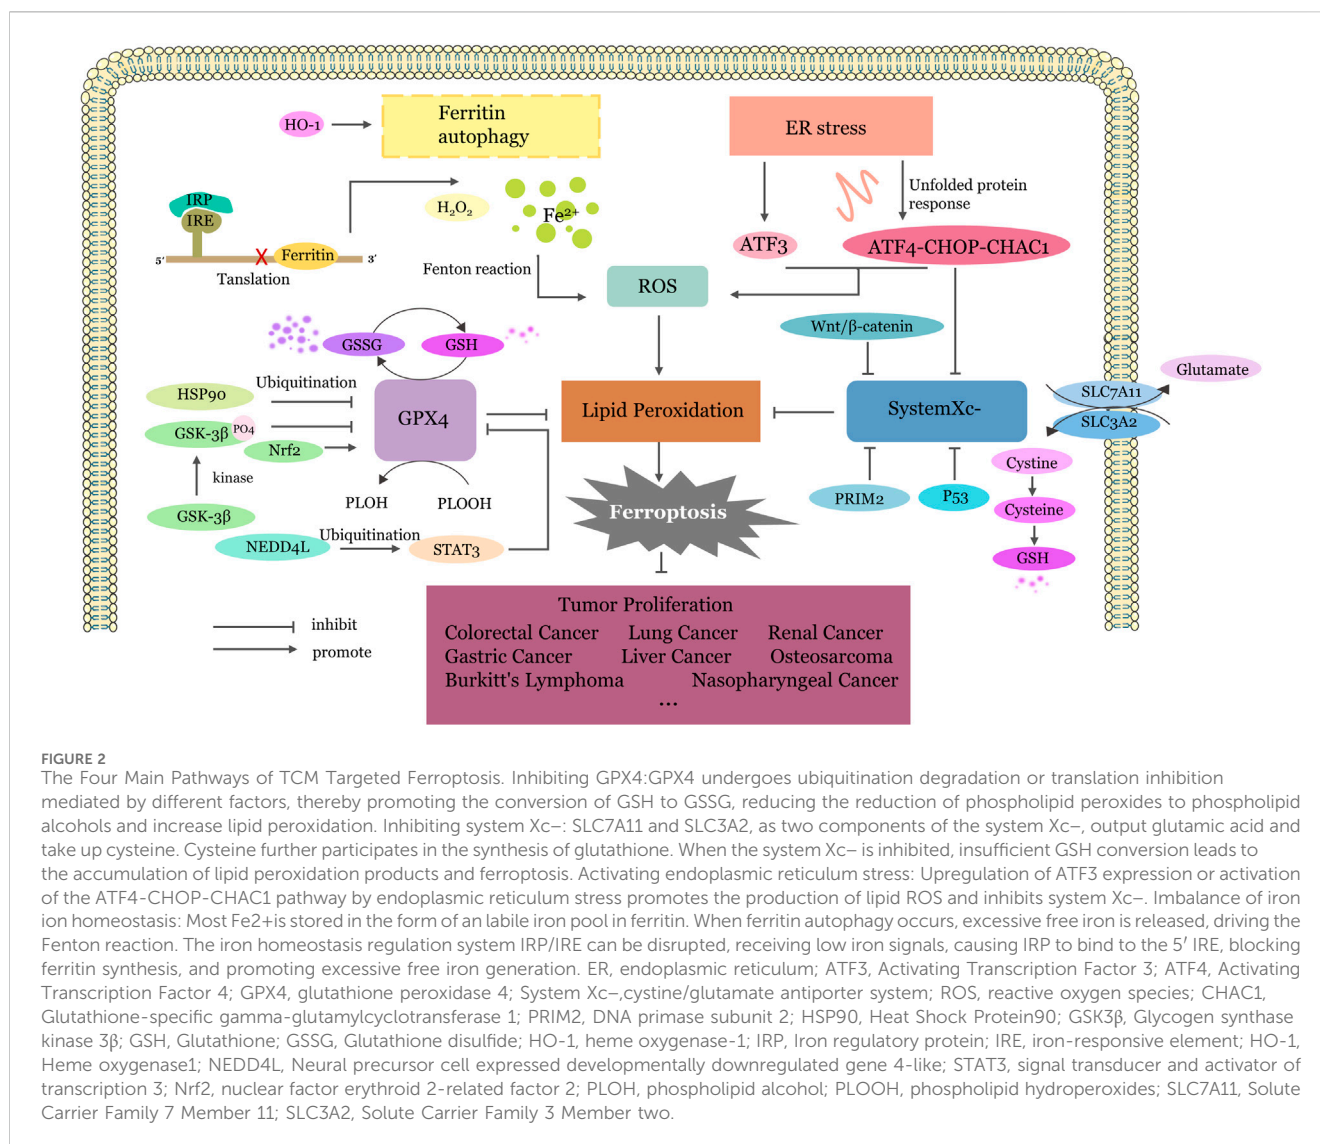 HO-1
Ferritin
autophagy
ER stress
IRP
IRE
H₂O₂
Fe²⁺
Unfolded protein
response
5′
Ferritin
3′
Tanslation
Fenton reaction
ATF3
ATF4-CHOP-CHAC1
ROS
Wnt/β-catenin
GSSG
GSH
Glutamate
HSP90
Ubiquitination
GPX4
Lipid Peroxidation
SystemXc-
SLC7A11
SLC3A2
GSK-3β
PO4
Nrf2
kinase
PLOH
PLOOH
Cystine
PRIM2
P53
Cysteine
GSK-3β
Ferroptosis
NEDD4L
Ubiquitination
STAT3
GSH
Tumor Proliferation
Colorectal Cancer Lung Cancer Renal Cancer
Gastric Cancer Liver Cancer Osteosarcoma
Burkitt's Lymphoma Nasopharyngeal Cancer
...
inhibit
promote
FIGURE 2
The Four Main Pathways of TCM Targeted Ferroptosis. Inhibiting GPX4:GPX4 undergoes ubiquitination degradation or translation inhibition
mediated by different factors, thereby promoting the conversion of GSH to GSSG, reducing the reduction of phospholipid peroxides to phospholipid
alcohols and increase lipid peroxidation. Inhibiting system Xc–: SLC7A11 and SLC3A2, as two components of the system Xc–, output glutamic acid and
take up cysteine. Cysteine further participates in the synthesis of glutathione. When the system Xc– is inhibited, insufficient GSH conversion leads to
the accumulation of lipid peroxidation products and ferroptosis. Activating endoplasmic reticulum stress: Upregulation of ATF3 expression or activation
of the ATF4-CHOP-CHAC1 pathway by endoplasmic reticulum stress promotes the production of lipid ROS and inhibits system Xc–. Imbalance of iron
ion homeostasis: Most Fe2+is stored in the form of an labile iron pool in ferritin. When ferritin autophagy occurs, excessive free iron is released, driving the
Fenton reaction. The iron homeostasis regulation system IRP/IRE can be disrupted, receiving low iron signals, causing IRP to bind to the 5′ IRE, blocking
ferritin synthesis, and promoting excessive free iron generation. ER, endoplasmic reticulum; ATF3, Activating Transcription Factor 3; ATF4, Activating
Transcription Factor 4; GPX4, glutathione peroxidase 4; System Xc–,cystine/glutamate antiporter system; ROS, reactive oxygen species; CHAC1,
Glutathione-specific gamma-glutamylcyclotransferase 1; PRIM2, DNA primase subunit 2; HSP90, Heat Shock Protein90; GSK3β, Glycogen synthase
kinase 3β; GSH, Glutathione; GSSG, Glutathione disulfide; HO-1, heme oxygenase-1; IRP, Iron regulatory protein; IRE, iron-responsive element; HO-1,
Heme oxygenase1; NEDD4L, Neural precursor cell expressed developmentally downregulated gene 4-like; STAT3, signal transducer and activator of
transcription 3; Nrf2, nuclear factor erythroid 2-related factor 2; PLOH, phospholipid alcohol; PLOOH, phospholipid hydroperoxides; SLC7A11, Solute
Carrier Family 7 Member 11; SLC3A2, Solute Carrier Family 3 Member two.